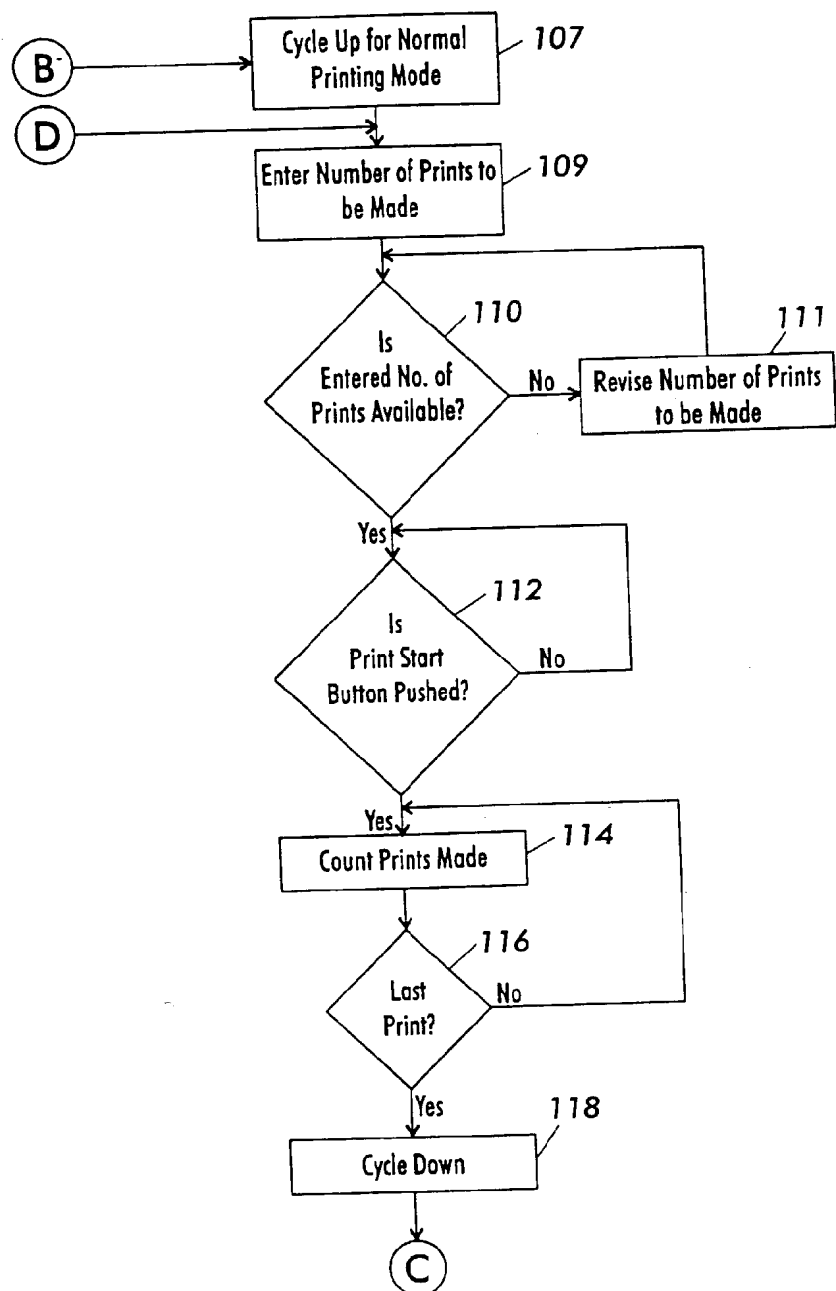 B
Cycle Up for Normal
Printing Mode
107
D
Enter Number of Prints to
be Made
109
Is
Entered No. of
Prints Available?
110
No
Revise Number of Prints
to be Made
111
Yes
Is
Print Start
Button Pushed?
112
No
Yes
Count Prints Made
114
Last
Print?
116
No
Yes
Cycle Down
118
C